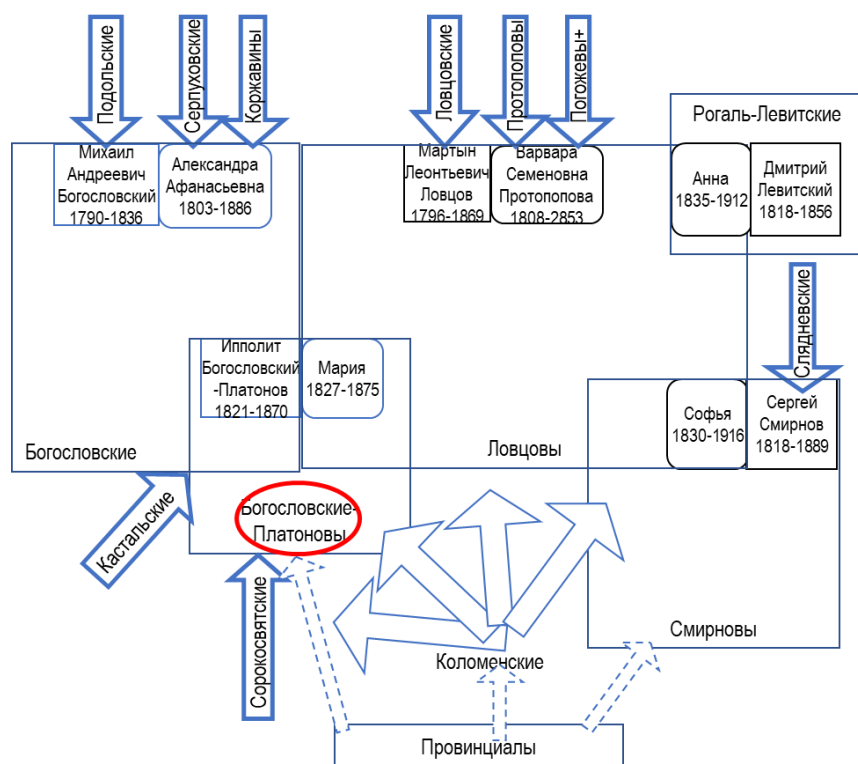 Подольские
Серпуховские
Коржавины
Ловцовские
Протопоповы
Погожевы+
Рогаль-Левитские
Михаил
Андреевич
Богословский
1790-1836
Александра
Афанасьевна
1803-1886
Мартын
Леонтьевич
Ловцов
1796-1869
Варвара
Семеновна
Протопопова
1808-2853
Анна
1835-1912
Дмитрий
Левитский
1818-1856
Слядневские
Ипполит
Богословский
-Платонов
1821-1870
Мария
1827-1875
Софья
1830-1916
Сергей
Смирнов
1818-1889
Богословские
Ловцовы
Кастальские
Богословские-
Платоновы
Сорокосвятские
Смирновы
Коломенские
Провинциалы